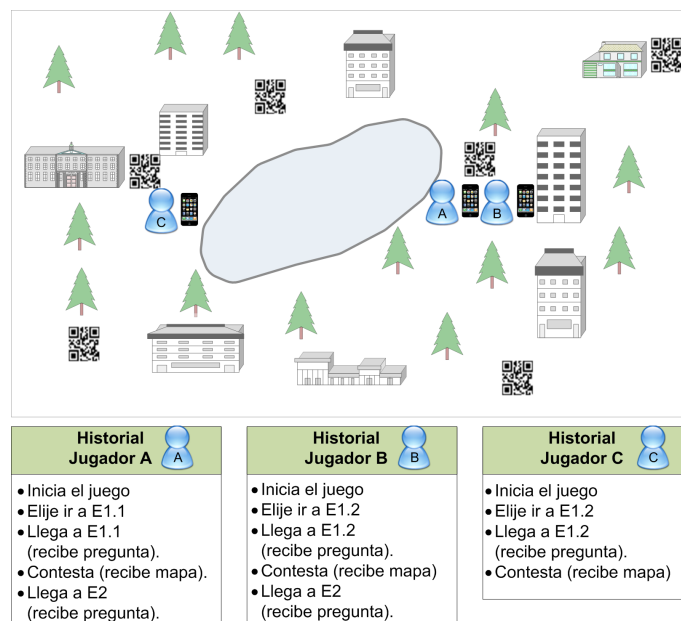 C
A
B
Historial
Jugador A
A
• Inicia el juego
• Elije ir a E1.1
• Llega a E1.1
(recibe pregunta).
• Contesta (recibe mapa).
• Llega a E2
(recibe pregunta).
Historial
Jugador B
B
• Inicia el juego
• Elije ir a E1.2
• Llega a E1.2
(recibe pregunta).
• Contesta (recibe mapa)
• Llega a E2
(recibe pregunta).
Historial
Jugador C
C
• Inicia el juego
• Elije ir a E1.2
• Llega a E1.2
(recibe pregunta).
• Contesta (recibe mapa)